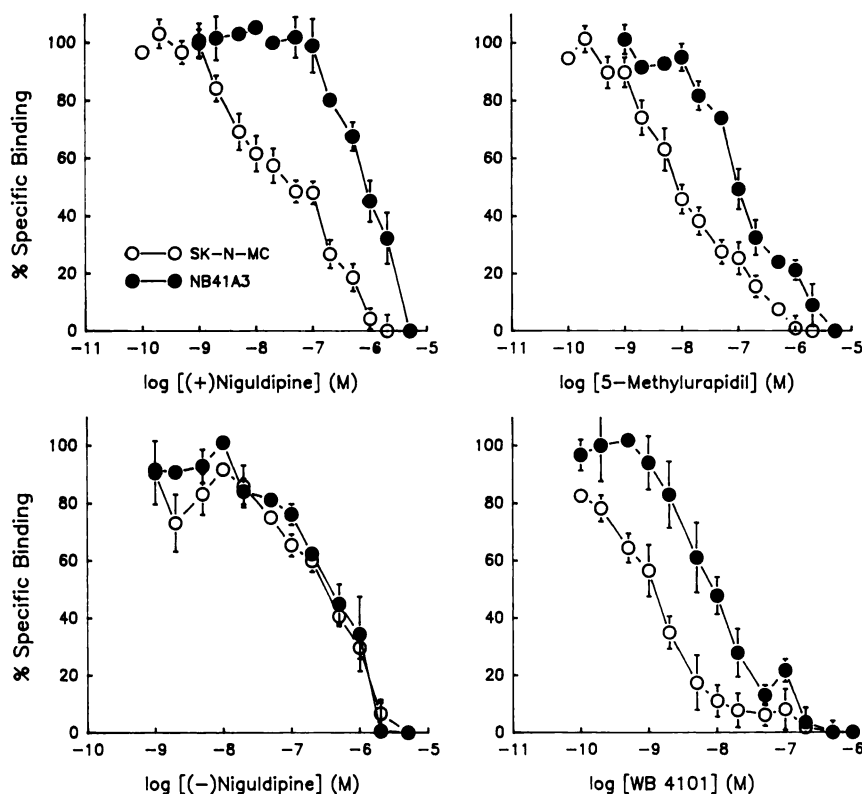 % Specific Binding
100
80
60
40
20
0
SK-N-MC
NB41A3
-11 -10 -9 -8 -7 -6 -5
log [(+)Niguldipine] (M)
100
80
60
40
20
0
-11 -10 -9 -8 -7 -6 -5
log [5-Methylurapidil] (M)
% Specific Binding
100
80
60
40
20
0
-10 -9 -8 -7 -6 -5
log [(-)Niguldipine] (M)
100
80
60
40
20
0
-11 -10 -9 -8 -7 -6
log [WB 4101] (M)